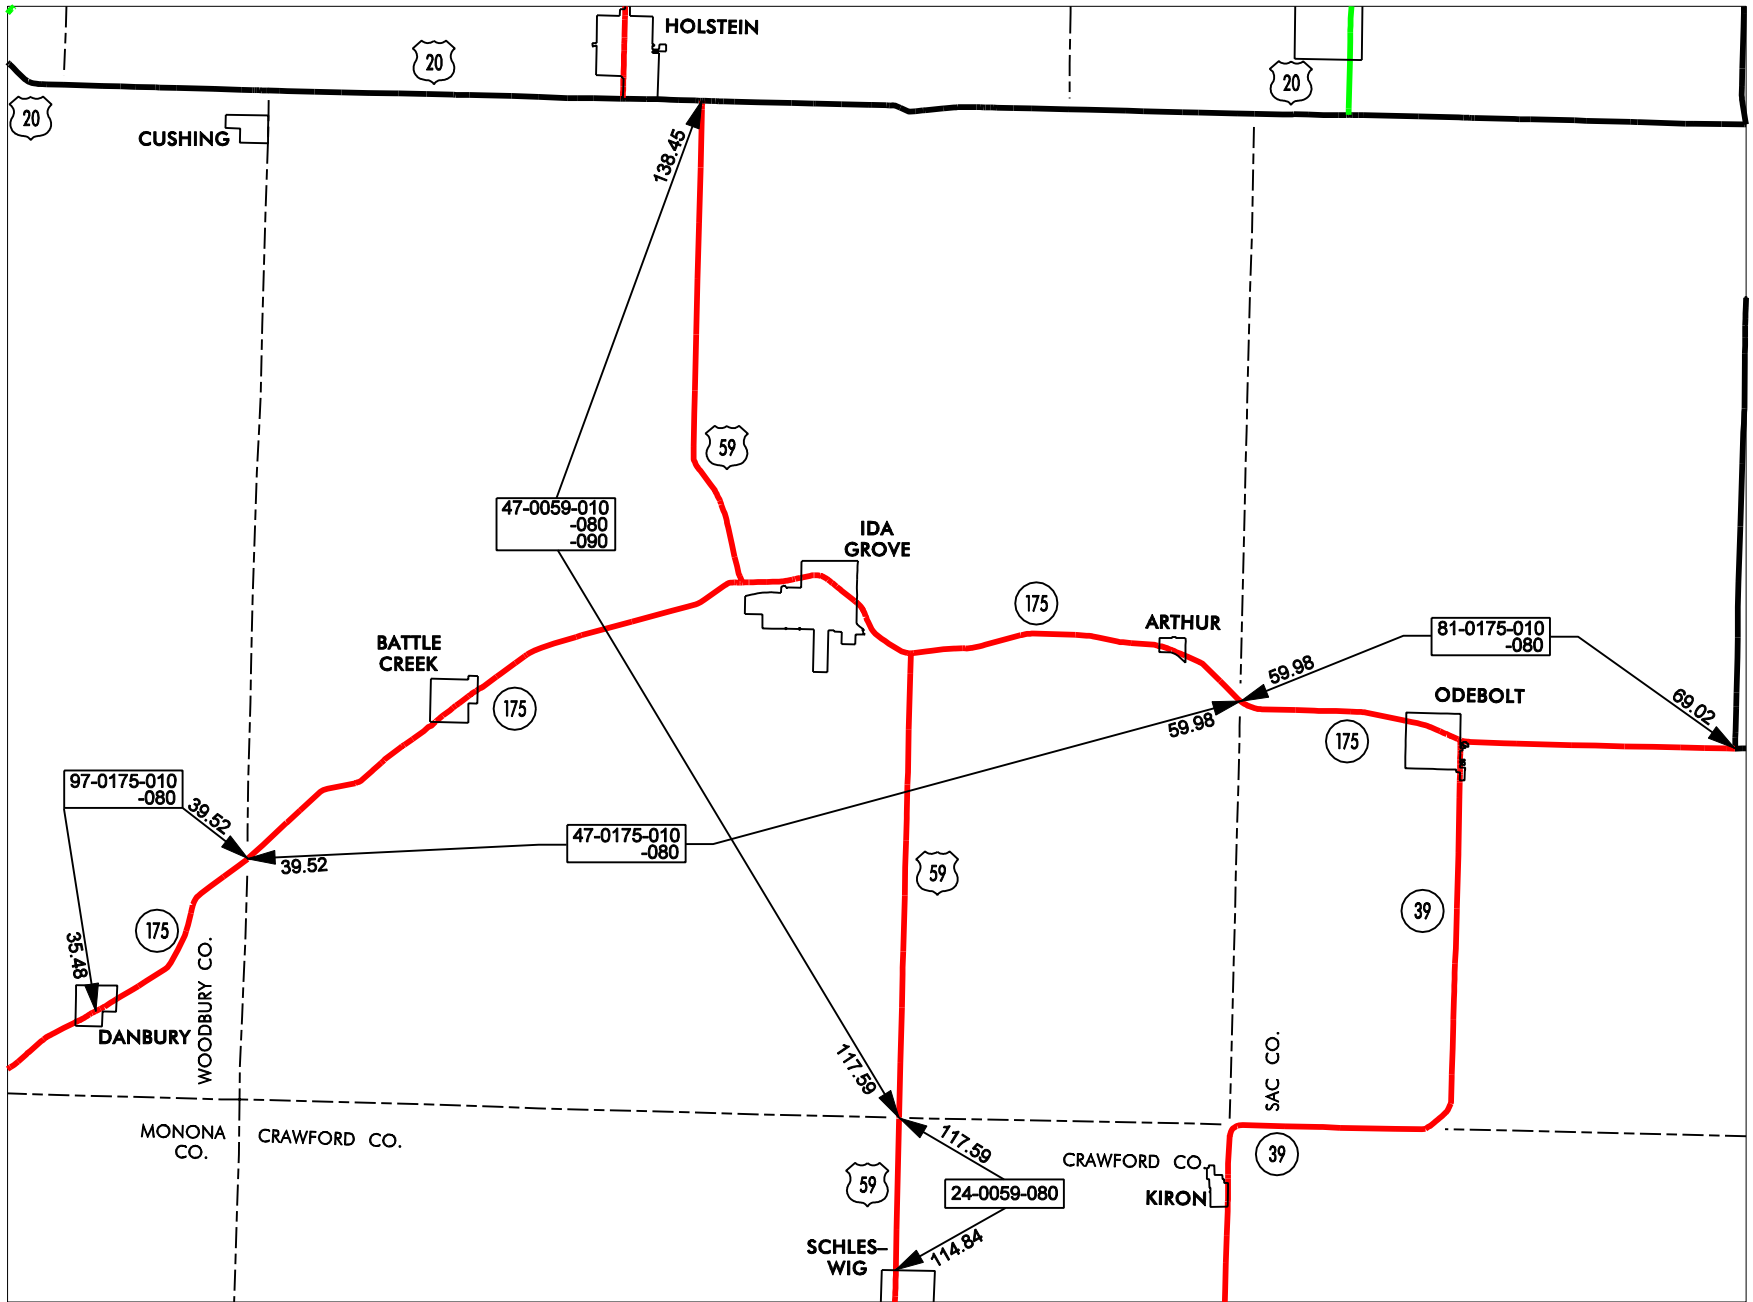 HOLSTEIN
20
20
20
CUSHING
138.45
59
47-0059-010
-080
-090
IDA
GROVE
175
ARTHUR
BATTLE
CREEK
81-0175-010
-080
59.98
ODEBOLT
69.02
175
59.98
175
97-0175-010
-080
39.52
47-0175-010
-080
39.52
59
39
175
35.48
WOODBURY CO.
DANBURY
117.59
SAC CO.
MONONA
CO.
CRAWFORD CO.
117.59
CRAWFORD CO.
39
59
24-0059-080
KIRON
114.84
SCHLES-
WIG